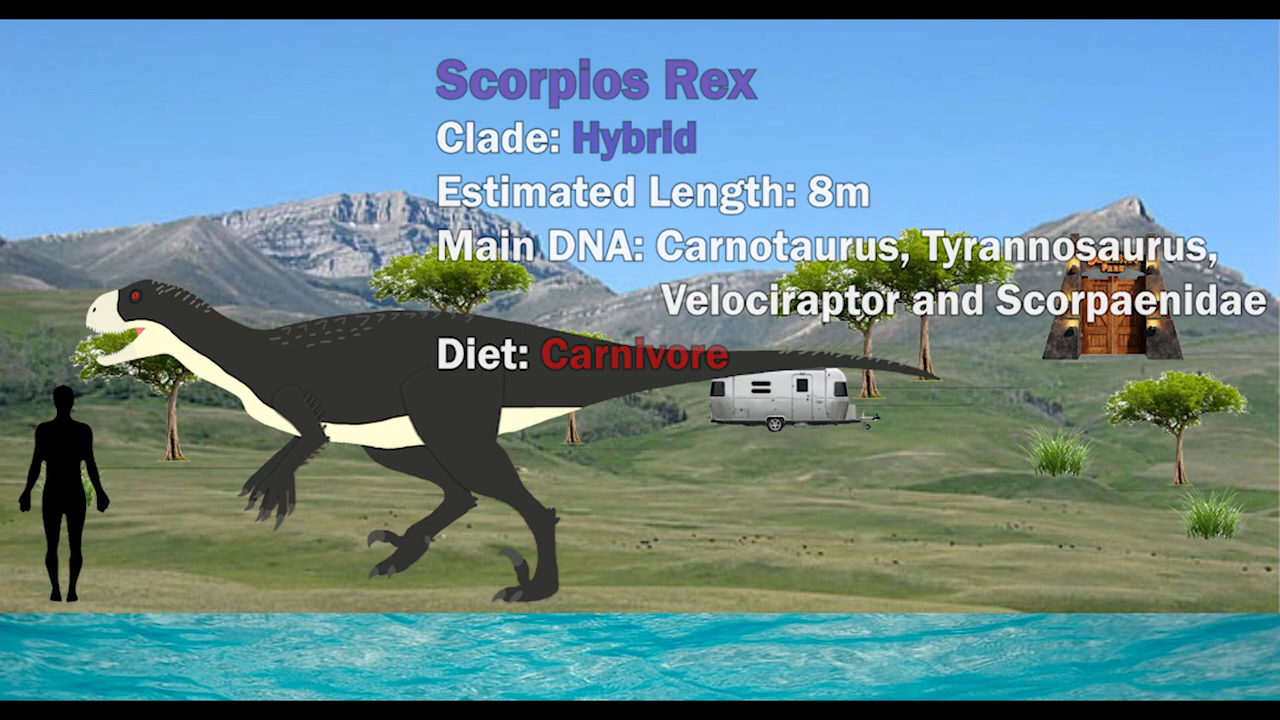 Scorpios Rex
Clade: Hybrid
Estimated Length: 8m
Main DNA: Carnotaurus, Tyrannosaurus,
Velociraptor and Scorpaenidae
Diet: Carnivore